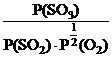 P(SO₃)
P(SO₂) · P^{1/2}(O₂)